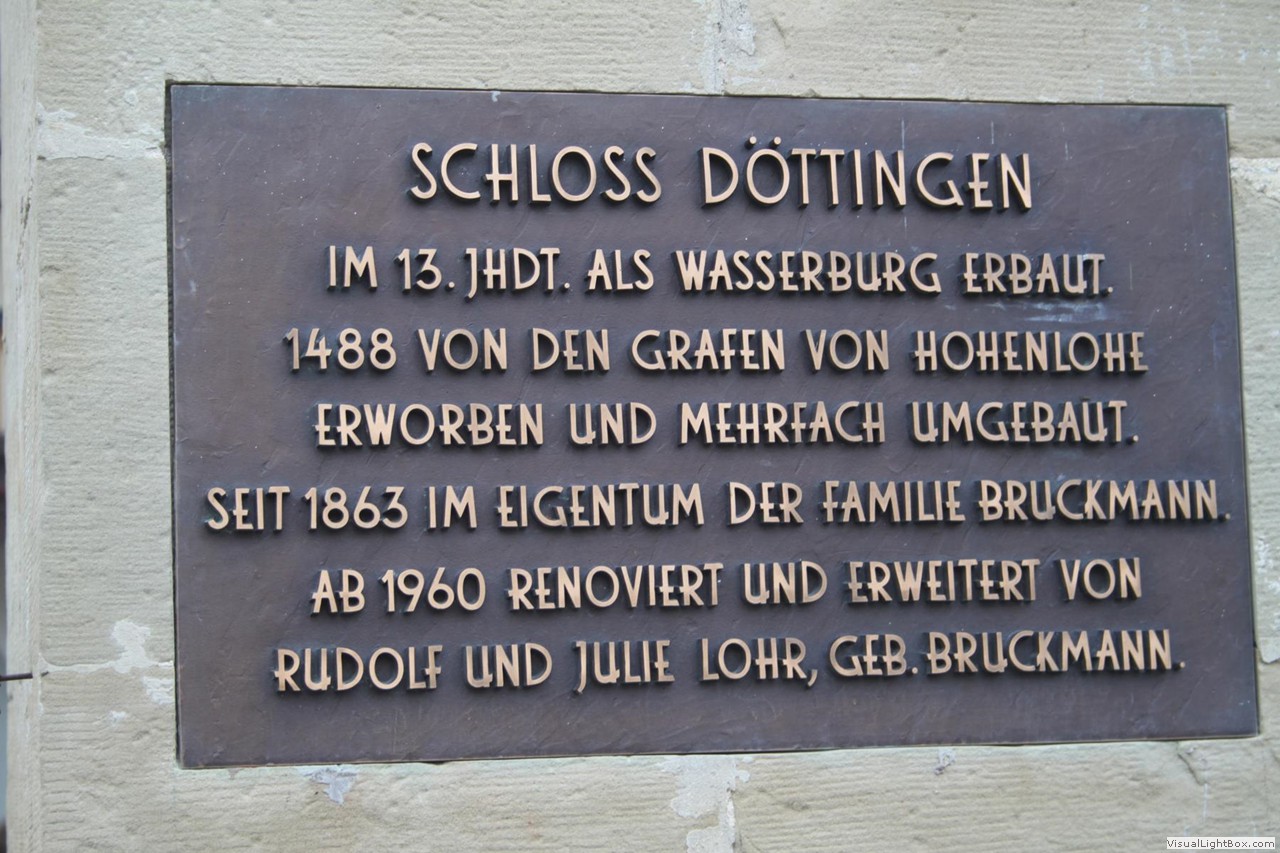 SCHLOSS DÖTTINGEN
IM 13. JHDT. ALS WASSERBURG ERBAUT.
1488 VON DEN GRAFEN VON HOHENLOHE
ERWORBEN UND MEHRFACH UMGEBAUT.
SEIT 1863 IM EIGENTUM DER FAMILIE BRUCKMANN.
AB 1960 RENOVIERT UND ERWEITERT VON
RUDOLF UND JULIE LOHR, GEB. BRUCKMANN.
VisualLightBox.com